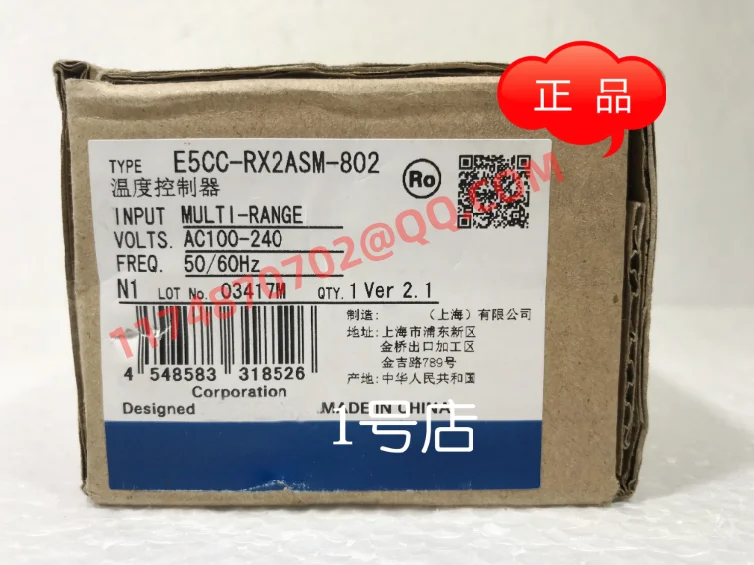 正品
TYPE E5CC-RX2ASM-802
温度控制器
Ro
INPUT MULTI-RANGE
VOLTS. AC100-240
FREQ. 50/60Hz
N1 LOT No. 03417M QTY. 1 Ver 2.1
1174870702@QQ.COM
制造: (上海)有限公司
地址:上海市浦东新区
金桥出口加工区
金吉路789号
产地:中华人民共和国
4 548583 318526
Corporation
Designed MADE IN CHINA
1号店